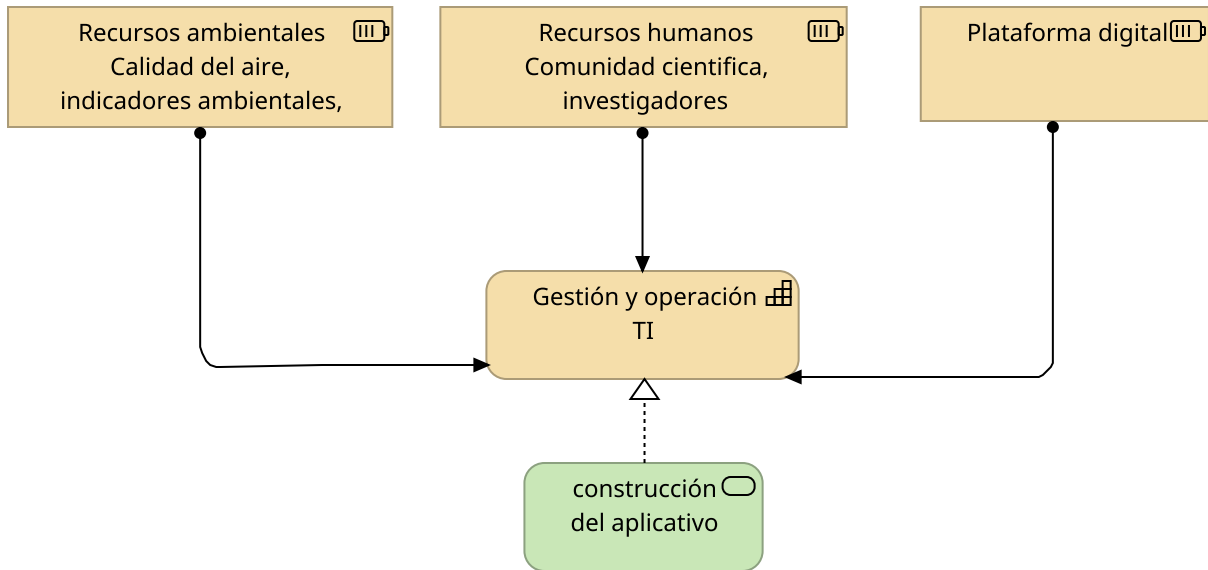 Recursos ambientales
Calidad del aire,
indicadores ambientales,
Recursos humanos
Comunidad cientifica,
investigadores
Plataforma digital
Gestión y operación
TI
construcción
del aplicativo